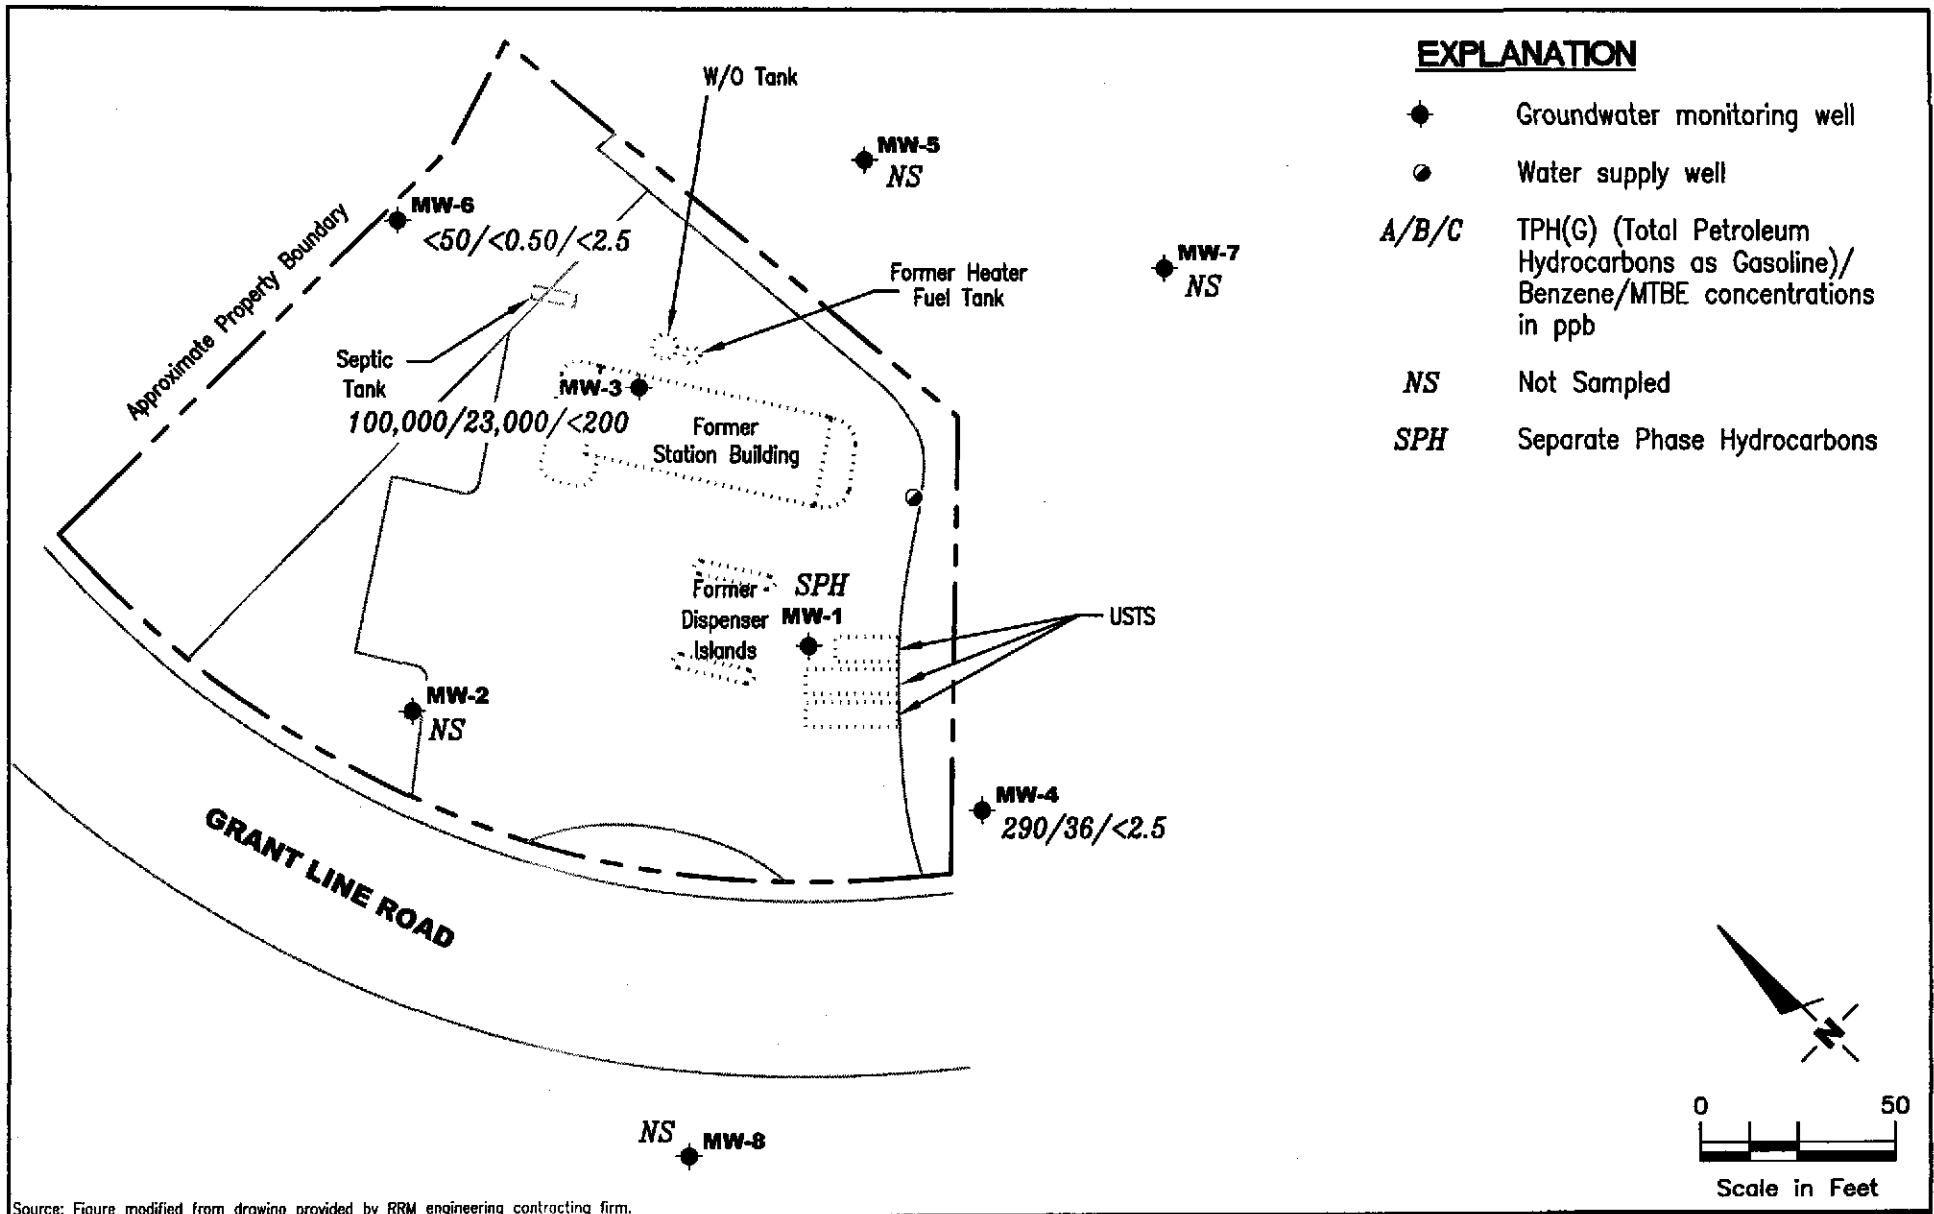 EXPLANATION
Groundwater monitoring well
Water supply well
A/B/C
TPH(G) (Total Petroleum
Hydrocarbons as Gasoline)/
Benzene/MTBE concentrations
in ppb
NS
Not Sampled
SPH
Separate Phase Hydrocarbons
W/O Tank
MW-5
NS
MW-6
<50/<0.50/<2.5
Approximate Property Boundary
MW-7
NS
Former Heater
Fuel Tank
Septic
Tank
MW-3
100,000/23,000/<200
Former
Station Building
Former
Dispenser
Islands
SPH
MW-1
USTS
MW-2
NS
MW-4
290/36/<2.5
GRANT LINE ROAD
NS
MW-8
N
0
50
Scale in Feet
Source: Figure modified from drawing provided by RRM engineering contracting firm.